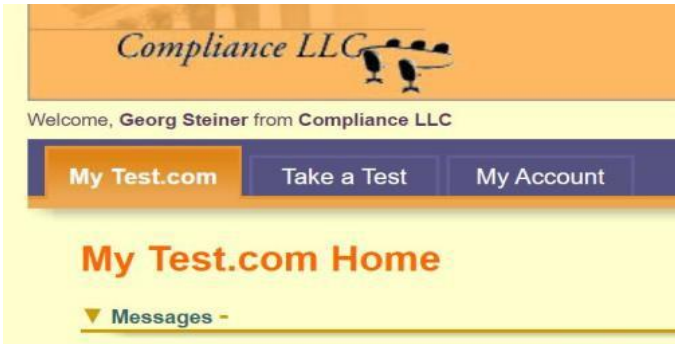 Compliance LLC
Welcome, Georg Steiner from Compliance LLC
My Test.com Take a Test My Account
My Test.com Home
▼ Messages -